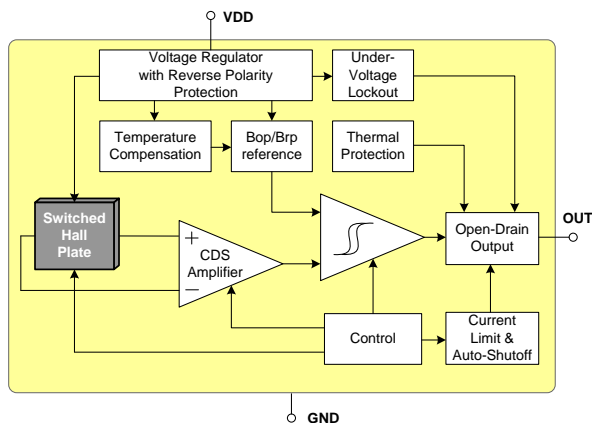 VDD
Voltage Regulator
with Reverse Polarity
Protection
Under-
Voltage
Lockout
Temperature
Compensation
Bop/Brp
reference
Thermal
Protection
Switched
Hall
Plate
+
CDS
Amplifier
−
Open-Drain
Output
OUT
Control
Current
Limit &
Auto-Shutoff
GND